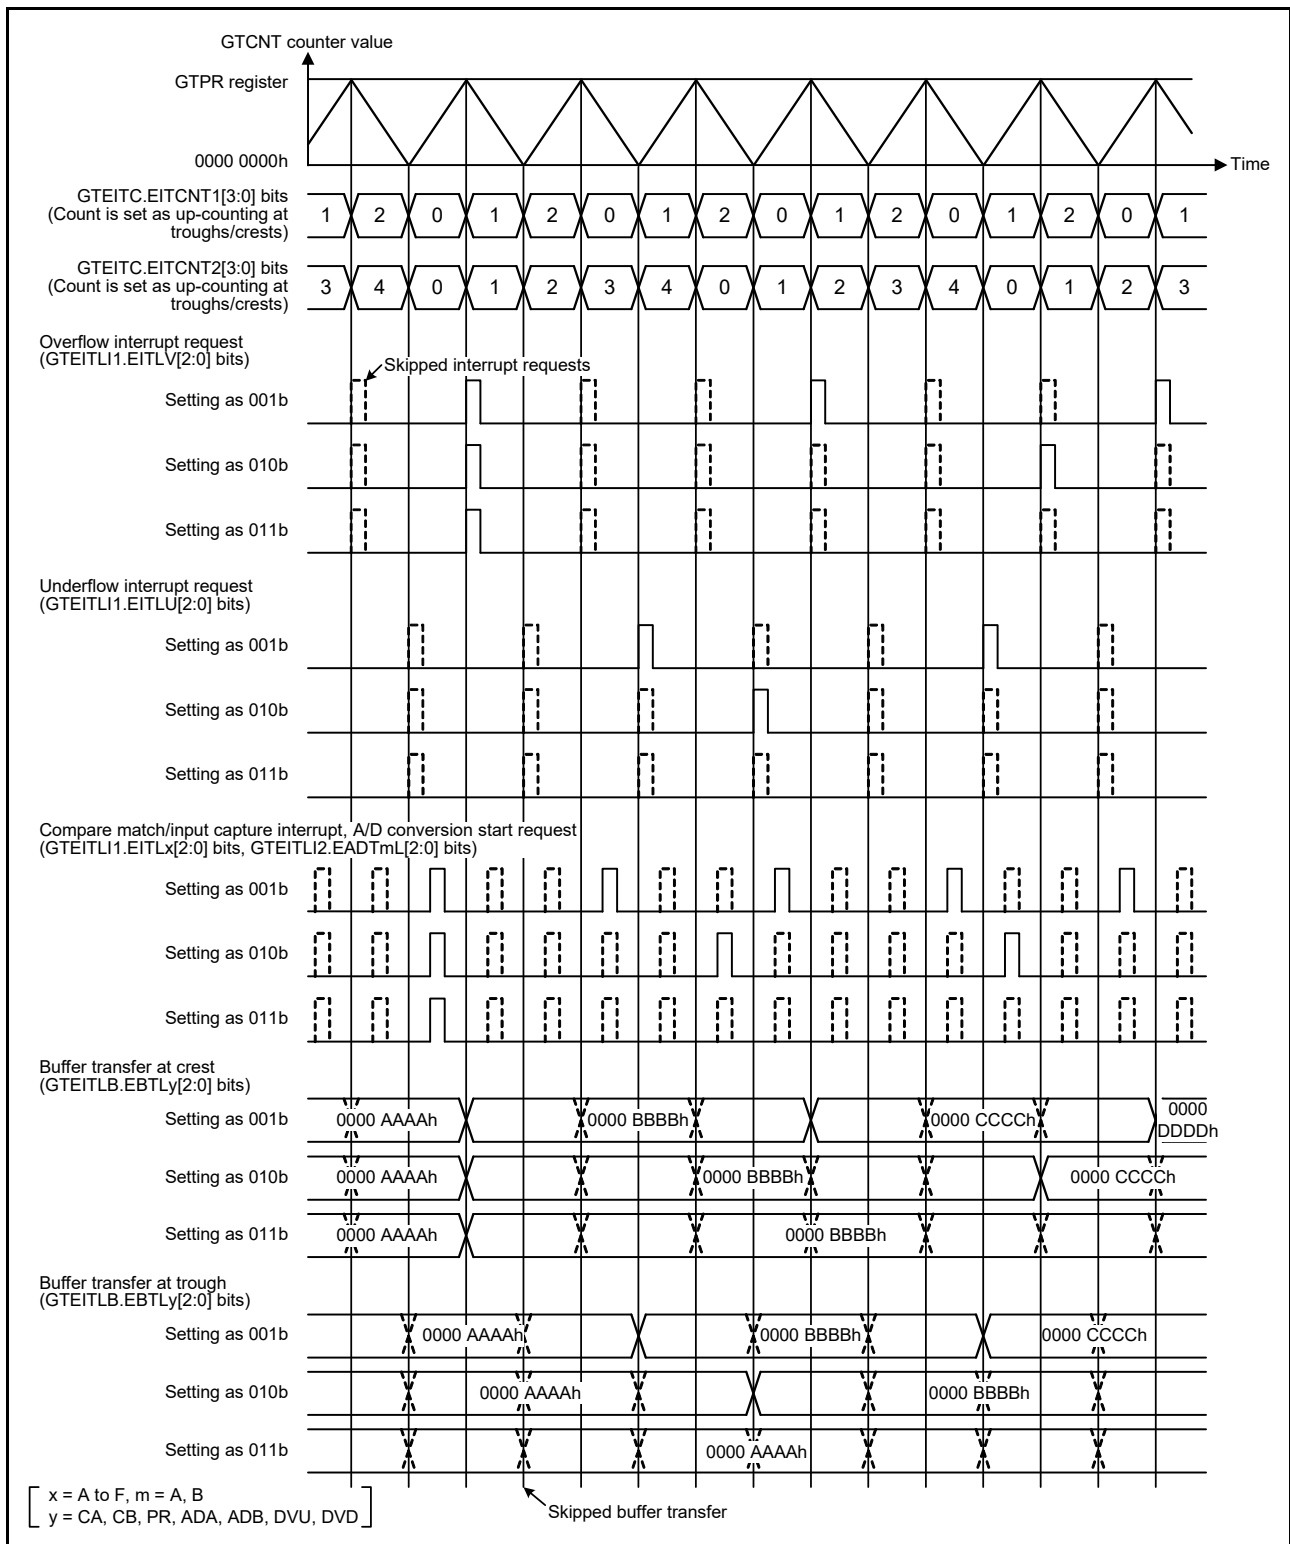 GTCNT counter value
GTPR register
0000 0000h
Time
GTEITC.EITCNT1[3:0] bits
(Count is set as up-counting at
troughs/crests)
1 2 0 1 2 0 1 2 0 1 2 0 1 2 0 1
GTEITC.EITCNT2[3:0] bits
(Count is set as up-counting at
troughs/crests)
3 4 0 1 2 3 4 0 1 2 3 4 0 1 2 3
Overflow interrupt request
(GTEITLI1.EITLV[2:0] bits)
Skipped interrupt requests
Setting as 001b
Setting as 010b
Setting as 011b
Underflow interrupt request
(GTEITLI1.EITLU[2:0] bits)
Setting as 001b
Setting as 010b
Setting as 011b
Compare match/input capture interrupt, A/D conversion start request
(GTEITLI1.EITLx[2:0] bits, GTEITLI2.EADTmL[2:0] bits)
Setting as 001b
Setting as 010b
Setting as 011b
Buffer transfer at crest
(GTEITLB.EBTLy[2:0] bits)
Setting as 001b 0000 AAAAh 0000 BBBBh 0000 CCCCh 0000
DDDDh
Setting as 010b 0000 AAAAh 0000 BBBBh 0000 CCCCh
Setting as 011b 0000 AAAAh 0000 BBBBh
Buffer transfer at trough
(GTEITLB.EBTLy[2:0] bits)
Setting as 001b 0000 AAAAh 0000 BBBBh 0000 CCCCh
Setting as 010b 0000 AAAAh 0000 BBBBh
Setting as 011b 0000 AAAAh
x = A to F, m = A, B
y = CA, CB, PR, ADA, ADB, DVU, DVD
Skipped buffer transfer